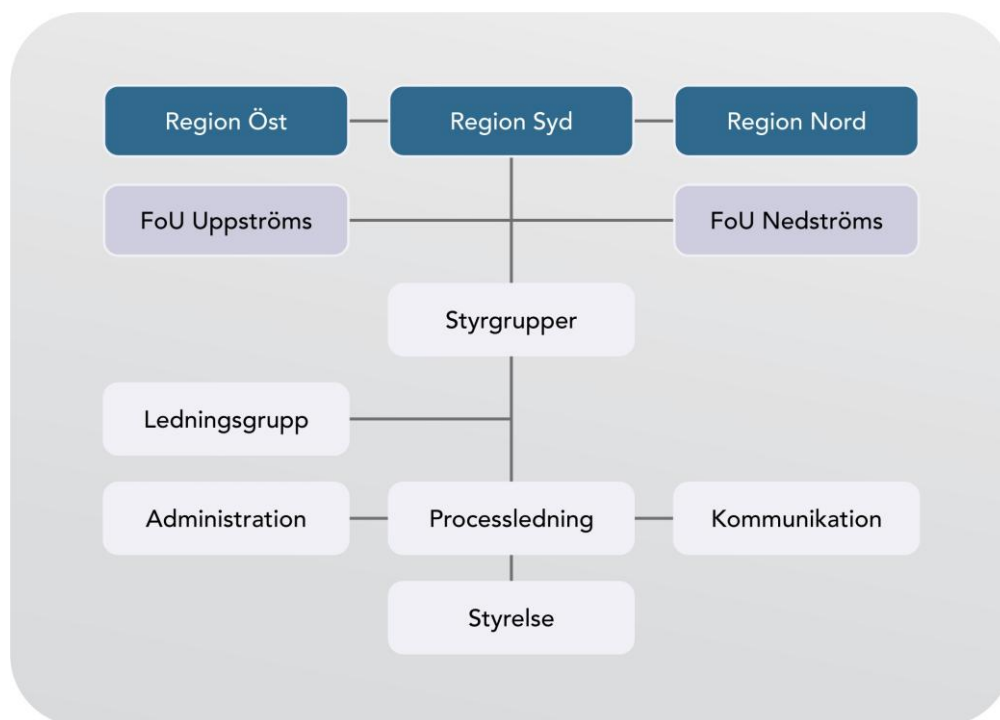 Region Öst
Region Syd
Region Nord
FoU Uppströms
FoU Nedströms
Styrgrupper
Ledningsgrupp
Administration
Processledning
Kommunikation
Styrelse